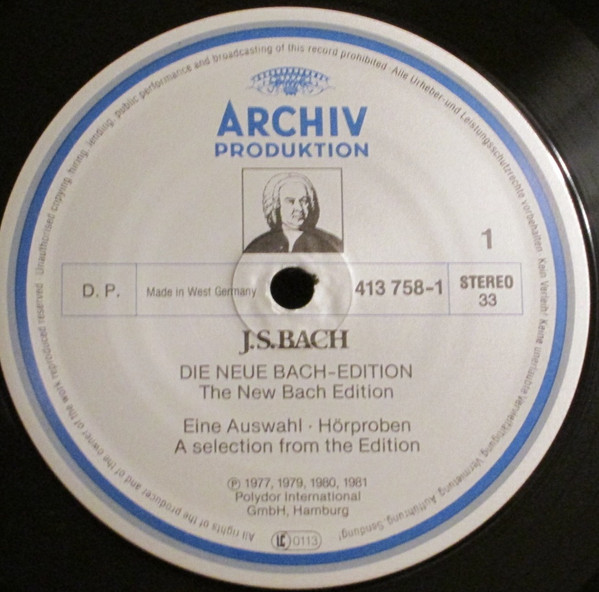 ARCHIV
PRODUKTION
1
D. P.
Made in West Germany
413 758-1
STEREO
33
J.S.BACH
DIE NEUE BACH-EDITION
The New Bach Edition
Eine Auswahl · Hörproben
A selection from the Edition
℗ 1977, 1979, 1980, 1981
Polydor International
GmbH, Hamburg
LC 0113
All rights of the producer and of the owner of the work reproduced reserved · Unauthorised copying, hiring, lending, public performance and broadcasting of this record prohibited · Alle Urheber- und Leistungsschutzrechte vorbehalten · Kein Verleih! Keine unerlaubte Vervielfältigung, Vermietung, Aufführung, Sendung!